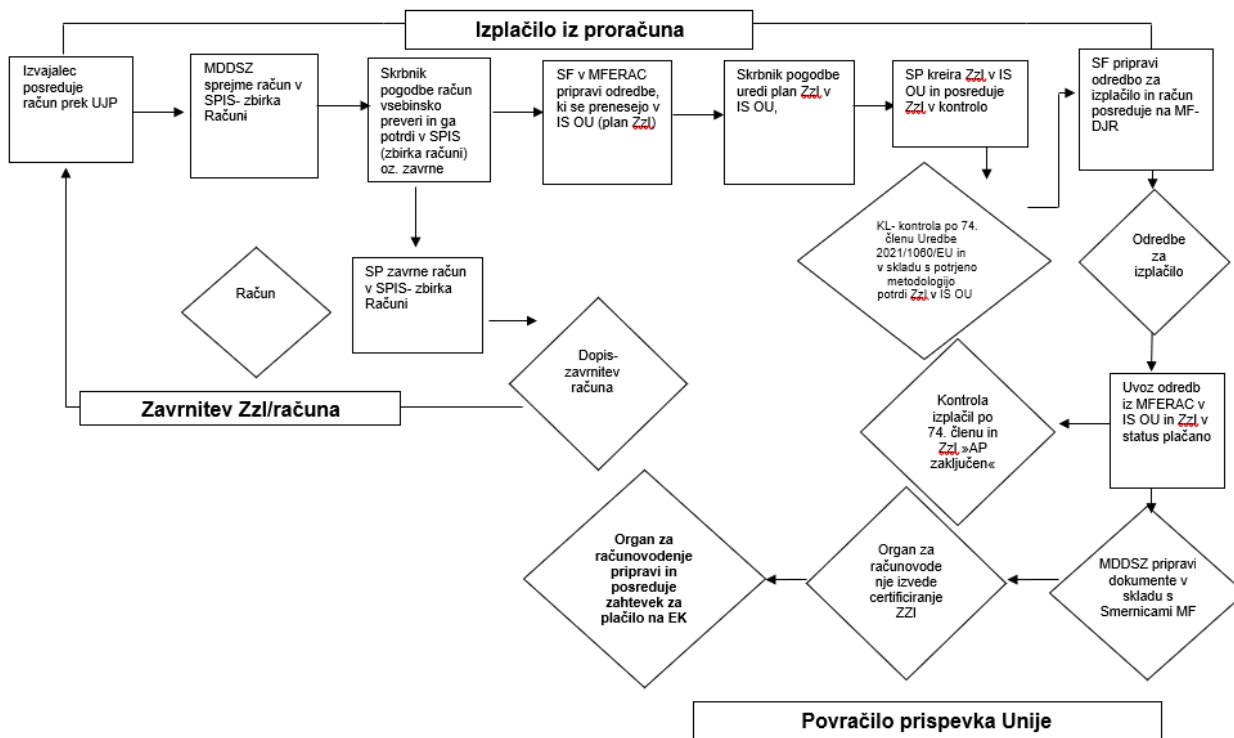 Izplačilo iz proračuna
Izvajalec
posreduje
račun prek UJP
MDDSZ
sprejme račun v
SPIS- zbirka
Računi
Skrbnik
pogodbe račun
vsebinsko
preveri in ga
potrdi v SPIS
(zbirka računi)
oz. zavrne
SF v MFERAC
pripravi odredbe,
ki se prenesejo v
IS OU (plan ZzI)
Skrbnik pogodbe
uredi plan ZzI v
IS OU,
SP kreira ZzI v IS
OU in posreduje
ZzI v kontrolo
SF pripravi
odredbo za
izplačilo in račun
posreduje na MF-
DJR
KL- kontrola po 74.
členu Uredbe
2021/1060/EU in
v skladu s potrjeno
metodologijo
potrdi ZzI v IS OU
Odredbe
za
izplačilo
Račun
SP zavrne račun
v SPIS- zbirka
Računi
Dopis-
zavrnitev
računa
Zavrnitev ZzI/računa
Kontrola
izplačil po
74. členu in
ZzI »AP
zaključen«
Uvoz odredb
iz MFERAC v
IS OU in ZzI v
status plačano
Organ za
računovodenje
pripravi in
posreduje
zahtevek za
plačilo na EK
Organ za
računovode
nje izvede
certificiranje
ZZI
MDDSZ pripravi
dokumente v
skladu s
Smernicami MF
Povračilo prispevka Unije